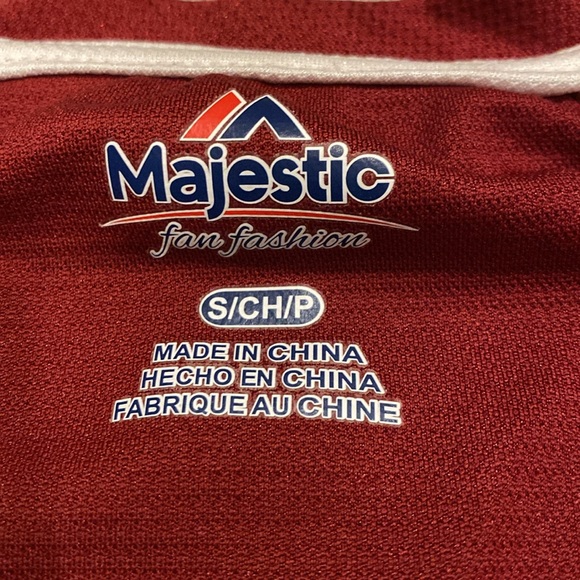 Majestic
fan fashion
S/CH/P
MADE IN CHINA
HECHO EN CHINA
FABRIQUE AU CHINE